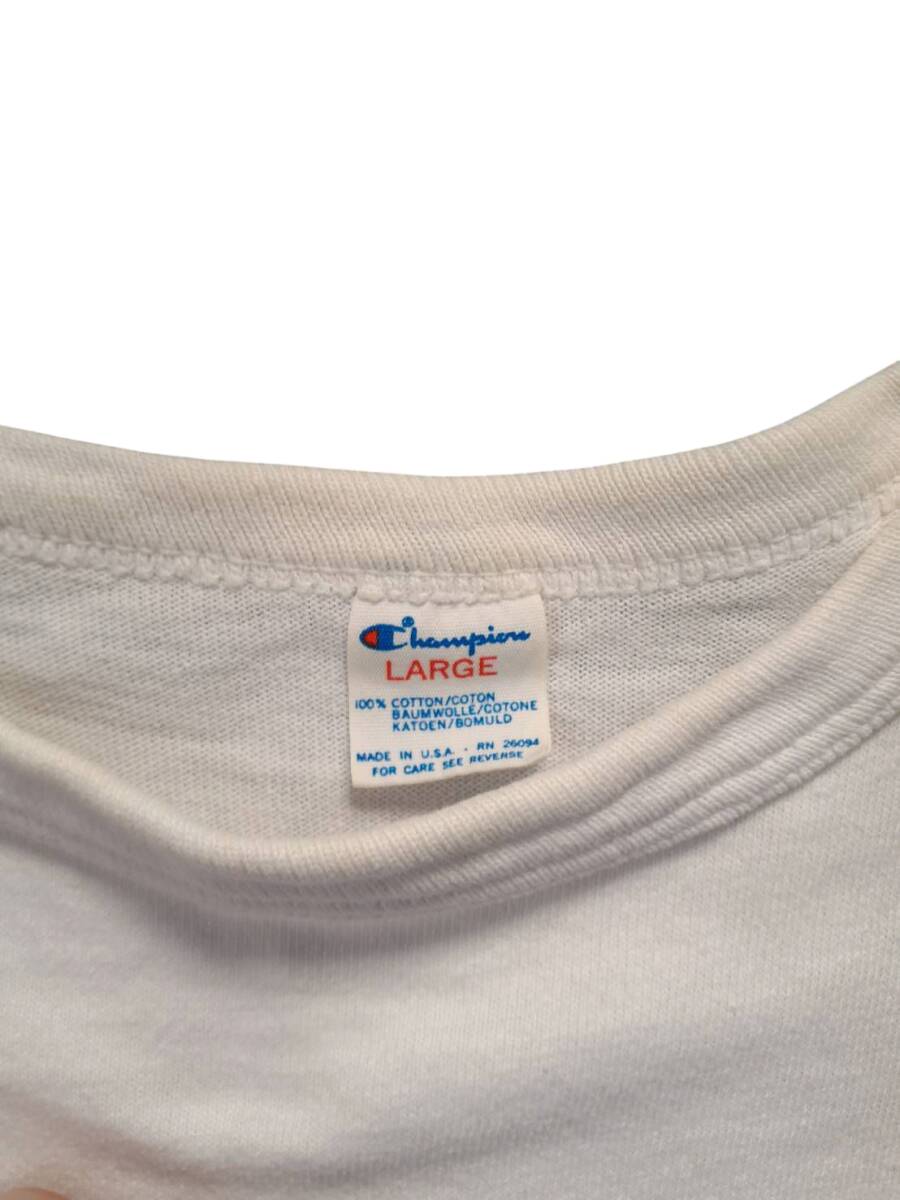 Champion®
LARGE
100% COTTON/COTON
BAUMWOLLE/COTONE
KATOEN/BOMULD
MADE IN U.S.A. - RN 26094
FOR CARE SEE REVERSE